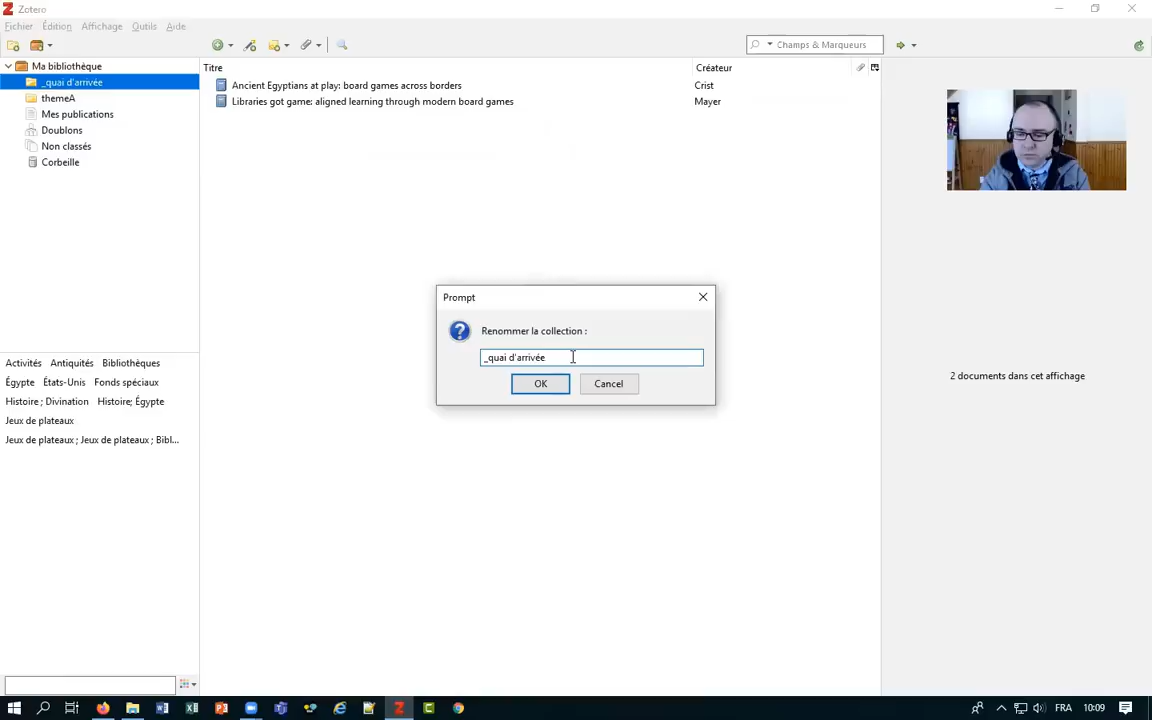 Zotero
Fichier Édition Affichage Outils Aide
Champs & Marqueurs
Ma bibliothèque
_quai d'arrivée
themeA
Mes publications
Doublons
Non classés
Corbeille
Titre Créateur
Ancient Egyptians at play: board games across borders Crist
Libraries got game: aligned learning through modern board games Mayer
Prompt
Renommer la collection :
_quai d'arrivée
OK Cancel
2 documents dans cet affichage
Activités Antiquités Bibliothèques
Égypte États-Unis Fonds spéciaux
Histoire ; Divination Histoire; Égypte
Jeux de plateaux
Jeux de plateaux ; Jeux de plateaux ; Bibl...
FRA 10:09